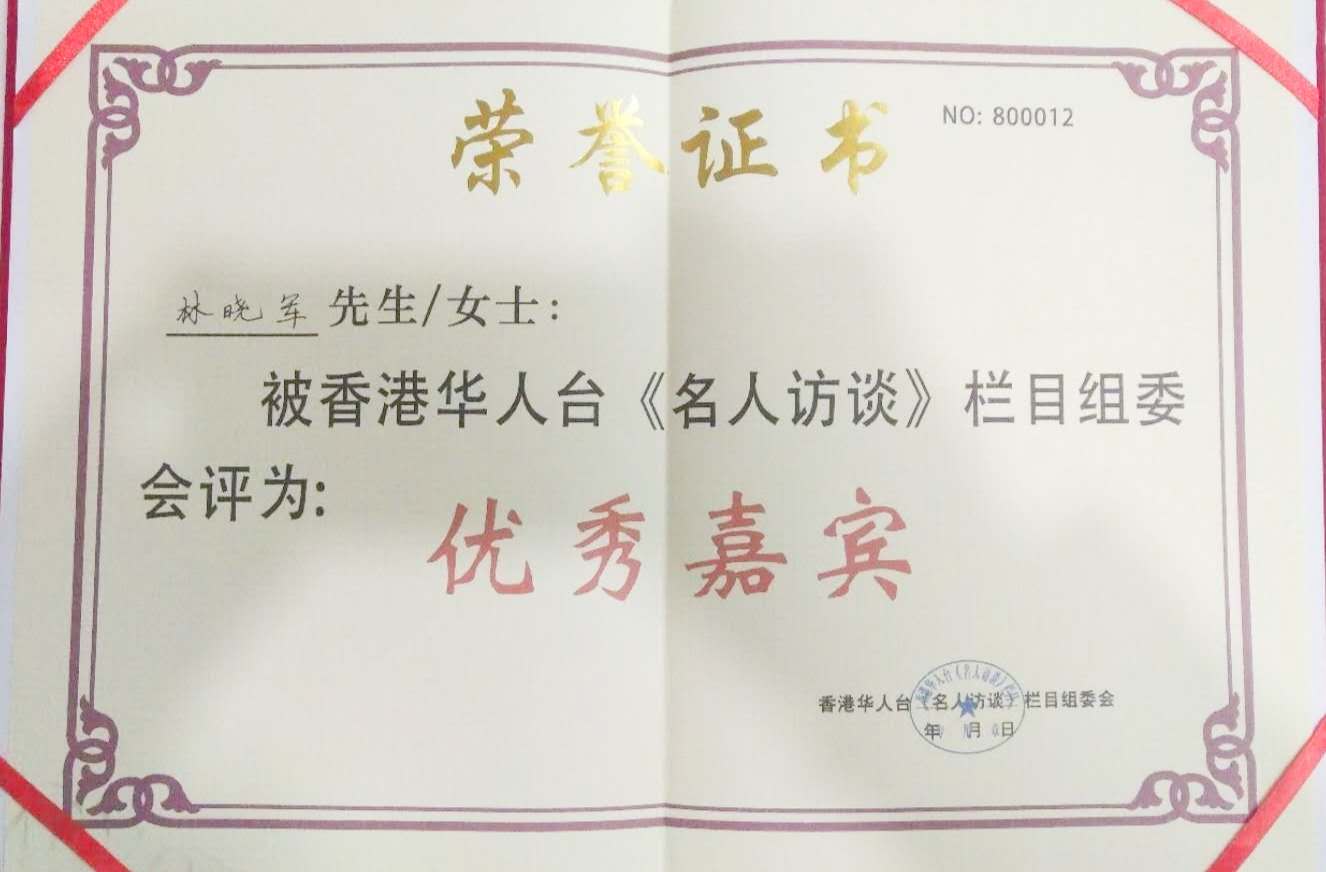 荣誉证书
NO: 800012
林晓军 先生/女士:
被香港华人台《名人访谈》栏目组委
会评为:
优秀嘉宾
香港华人台《名人访谈》栏目组委会
年 月 日